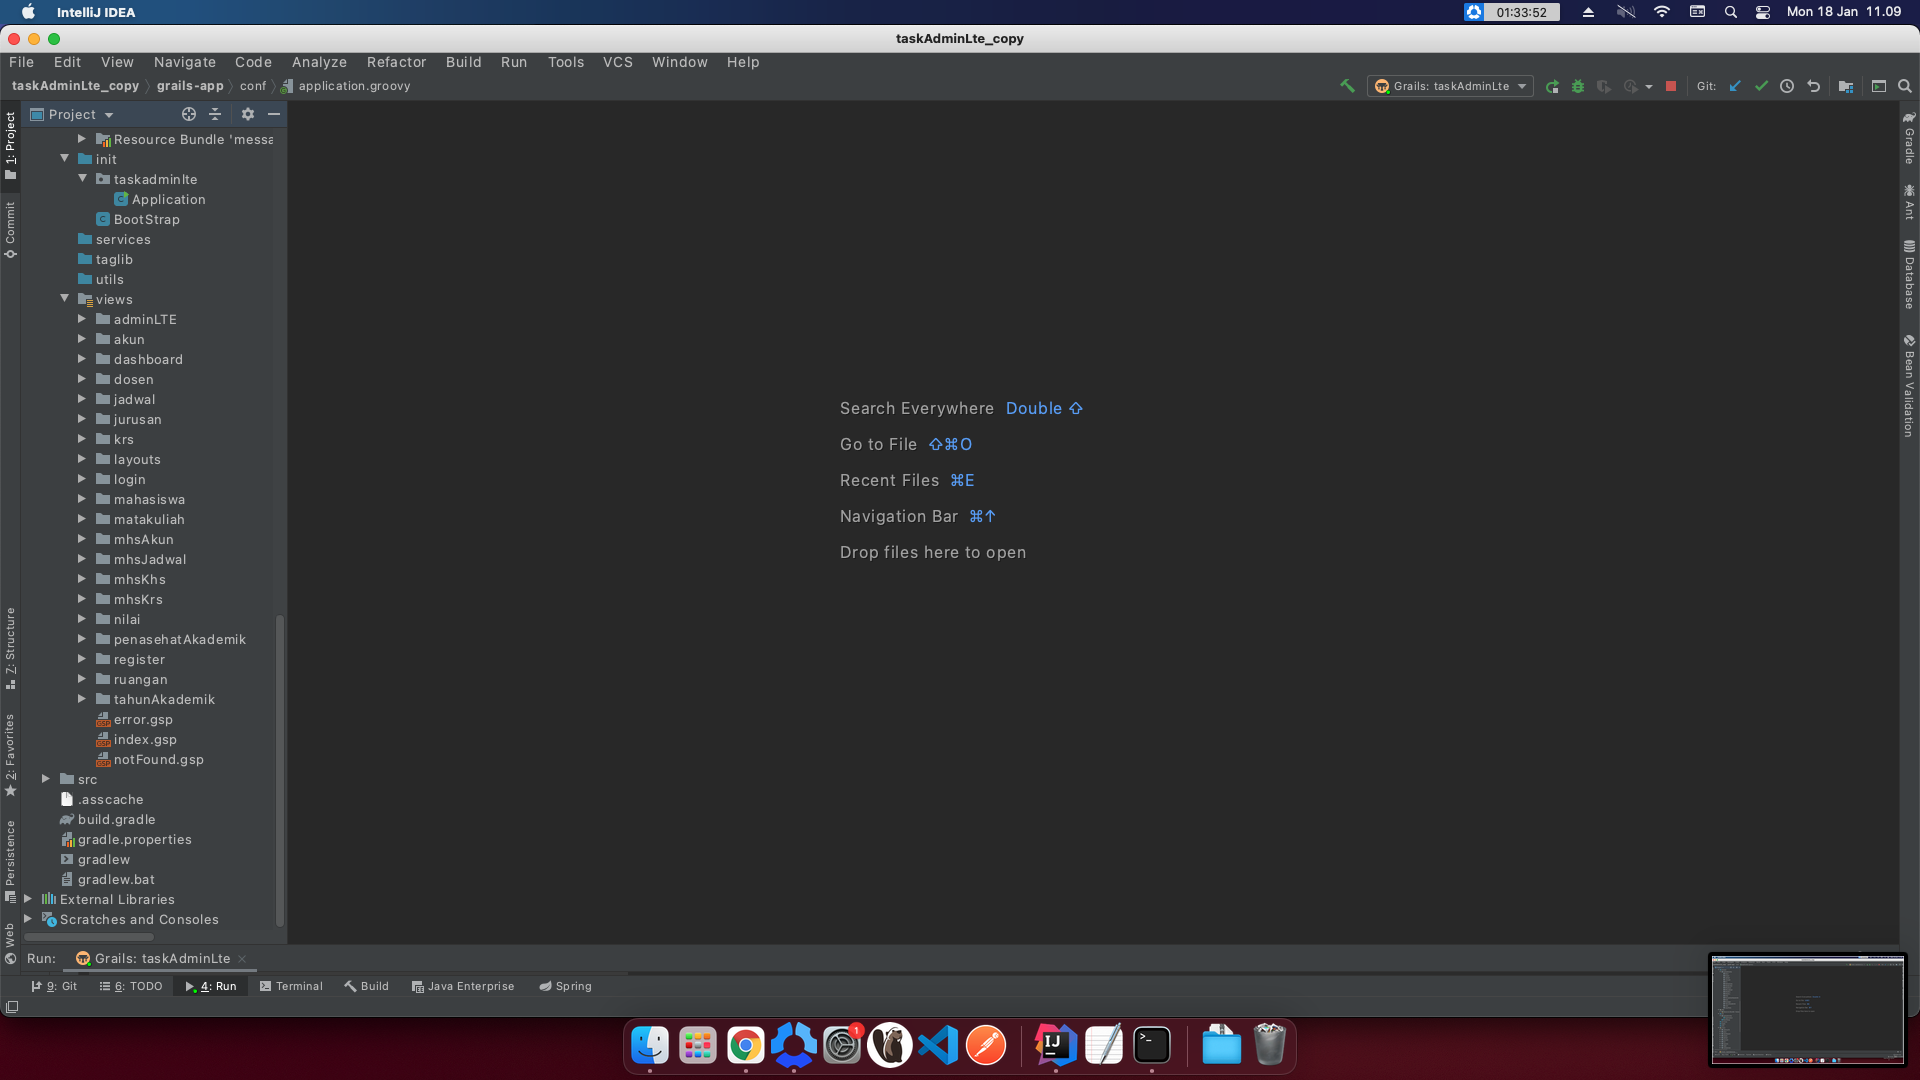 IntelliJ IDEA
01:33:52
Mon 18 Jan 11.09
taskAdminLte_copy
File Edit View Navigate Code Analyze Refactor Build Run Tools VCS Window Help
taskAdminLte_copy grails-app conf application.groovy
Grails: taskAdminLte
Git:
Project
Resource Bundle 'messa
init
taskadminlte
Application
BootStrap
services
taglib
utils
views
adminLTE
akun
dashboard
dosen
jadwal
jurusan
krs
layouts
login
mahasiswa
matakuliah
mhsAkun
mhsJadwal
mhsKhs
mhsKrs
nilai
penasehatAkademik
register
ruangan
tahunAkademik
error.gsp
index.gsp
notFound.gsp
src
.asscache
build.gradle
gradle.properties
gradlew
gradlew.bat
External Libraries
Scratches and Consoles
1: Project
Commit
7: Structure
2: Favorites
Persistence
Web
Search Everywhere Double ⇧
Go to File ⇧⌘O
Recent Files ⌘E
Navigation Bar ⌘↑
Drop files here to open
Gradle
Ant
Database
Bean Validation
Run: Grails: taskAdminLte
9: Git 6: TODO 4: Run Terminal Build Java Enterprise Spring
1
IJ
>_